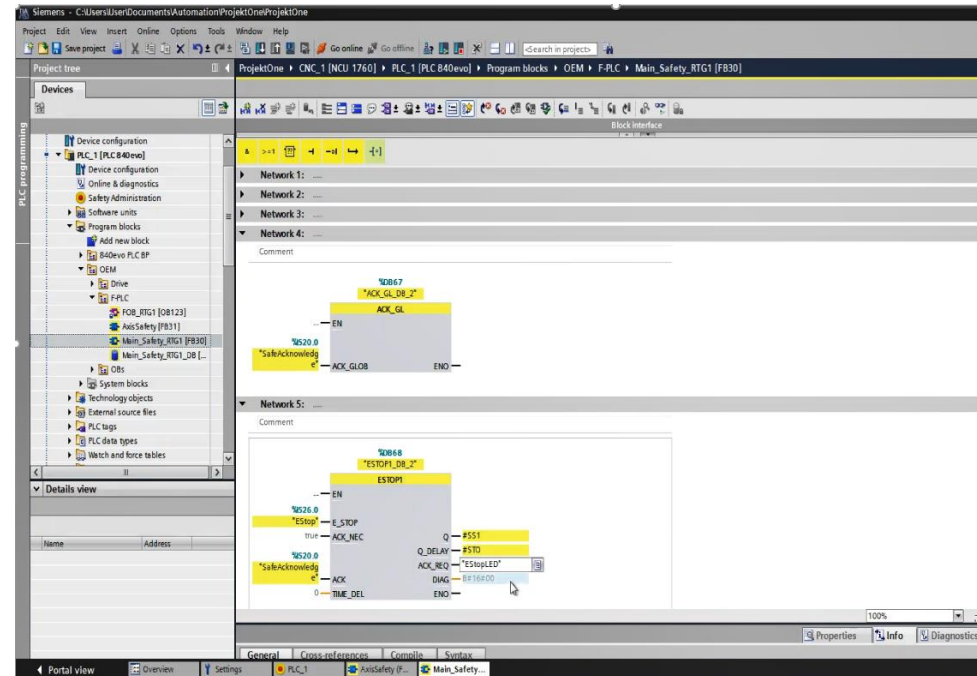 Siemens - C:\Users\User\Documents\Automation\ProjektOne\ProjektOne
Project Edit View Insert Online Options Tools Window Help
Save project Go online Go offline <Search in project>
Project tree
ProjektOne CNC_1 [NCU 1760] PLC_1 [PLC 840evo] Program blocks OEM F-PLC Main_Safety_RTG1 [FB30]
Devices
Block interface
PLC programming
Device configuration
PLC_1 [PLC 840evo]
Device configuration
Online & diagnostics
Safety Administration
Software units
Program blocks
Add new block
840evo PLC BP
OEM
Drive
F-PLC
FOB_RTG1 [OB123]
AxisSafety [FB31]
Main_Safety_RTG1 [FB30]
Main_Safety_RTG1_DB [...
OBs
System blocks
Technology objects
External source files
PLC tags
PLC data types
Watch and force tables
Details view
Name Address
& >=1
Network 1: ....
Network 2: ....
Network 3: ....
Network 4: ....
Comment
%DB67
"ACK_GL_DB_2"
ACK_GL
... EN
%I520.0
"SafeAcknowledg
e" ACK_GLOB ENO
Network 5: ....
Comment
%DB68
"ESTOP1_DB_2"
ESTOP1
... EN
%I526.0
"EStop" E_STOP
true ACK_NEC Q #SS1
Q_DELAY #STO
%I520.0
"SafeAcknowledg
e" ACK ACK_REQ "EStopLED"
DIAG B#16#00
0 TIME_DEL ENO
100%
Properties Info Diagnostics
General Cross-references Compile Syntax
Portal view Overview Settings PLC_1 AxisSafety (F... Main_Safety...